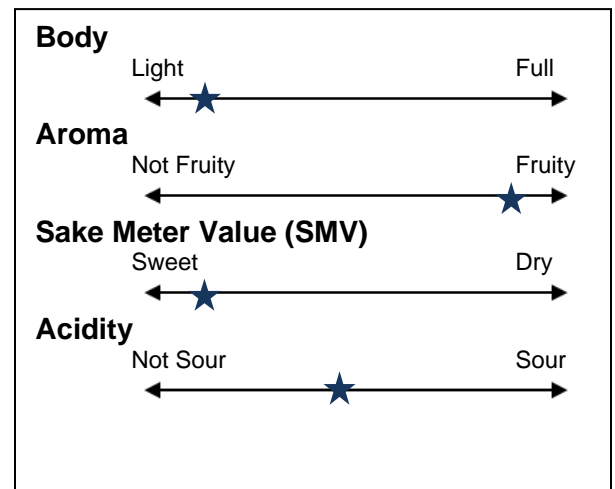 Body
Light Full
Aroma
Not Fruity Fruity
Sake Meter Value (SMV)
Sweet Dry
Acidity
Not Sour Sour